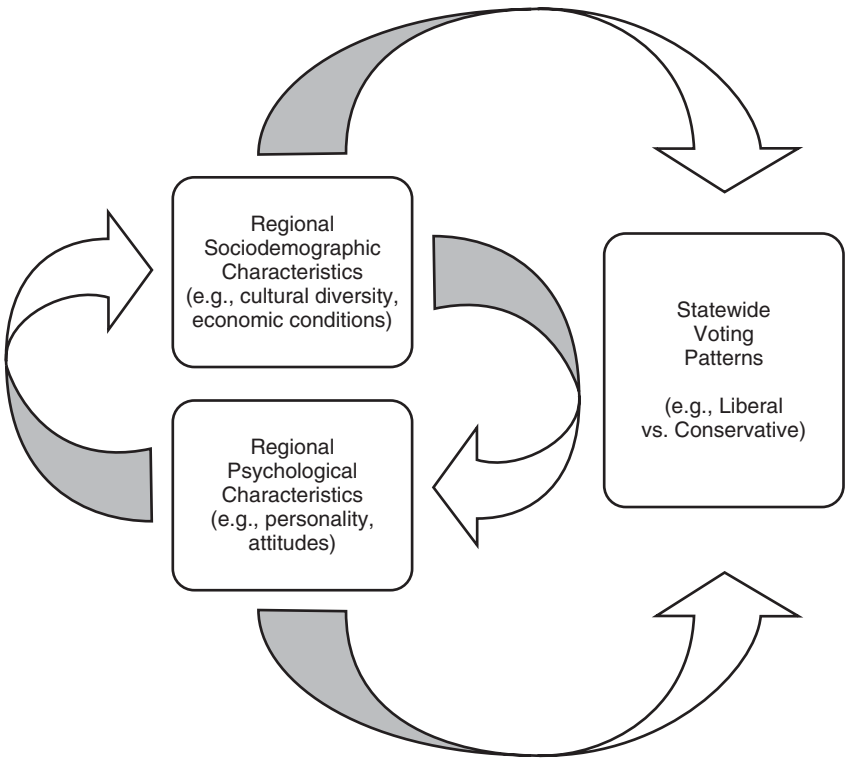 Regional
Sociodemographic
Characteristics
(e.g., cultural diversity,
economic conditions)
Regional
Psychological
Characteristics
(e.g., personality,
attitudes)
Statewide
Voting
Patterns
(e.g., Liberal
vs. Conservative)